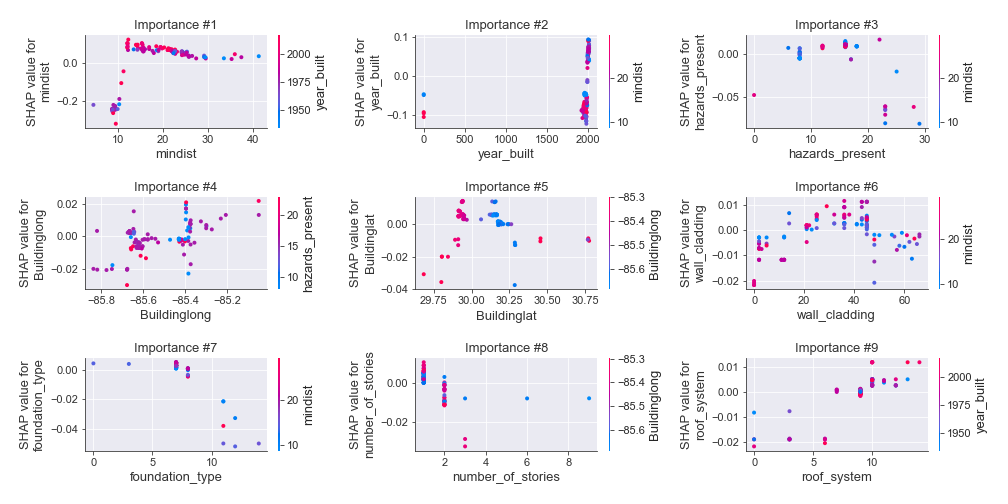 Importance #1
SHAP value for
mindist
0.0
−0.2
10
20
30
40
mindist
2000
1975
1950
year_built
Importance #2
SHAP value for
year_built
0.1
0.0
−0.1
0
500
1000
1500
2000
year_built
20
10
mindist
Importance #3
SHAP value for
hazards_present
0.00
−0.05
0
10
20
30
hazards_present
20
10
mindist
Importance #4
SHAP value for
Buildinglong
0.02
0.00
−0.02
−85.8
−85.6
−85.4
−85.2
Buildinglong
20
15
10
hazards_present
Importance #5
SHAP value for
Buildinglat
0.00
−0.02
−0.04
29.75
30.00
30.25
30.50
30.75
Buildinglat
−85.3
−85.4
−85.5
−85.6
Buildinglong
Importance #6
SHAP value for
wall_cladding
0.01
0.00
−0.01
−0.02
0
20
40
60
wall_cladding
20
10
mindist
Importance #7
SHAP value for
foundation_type
0.00
−0.02
−0.04
0
5
10
foundation_type
20
10
mindist
Importance #8
SHAP value for
number_of_stories
0.00
−0.02
2
4
6
8
number_of_stories
−85.3
−85.4
−85.5
−85.6
Buildinglong
Importance #9
SHAP value for
roof_system
0.01
0.00
−0.01
−0.02
0
5
10
roof_system
2000
1975
1950
year_built